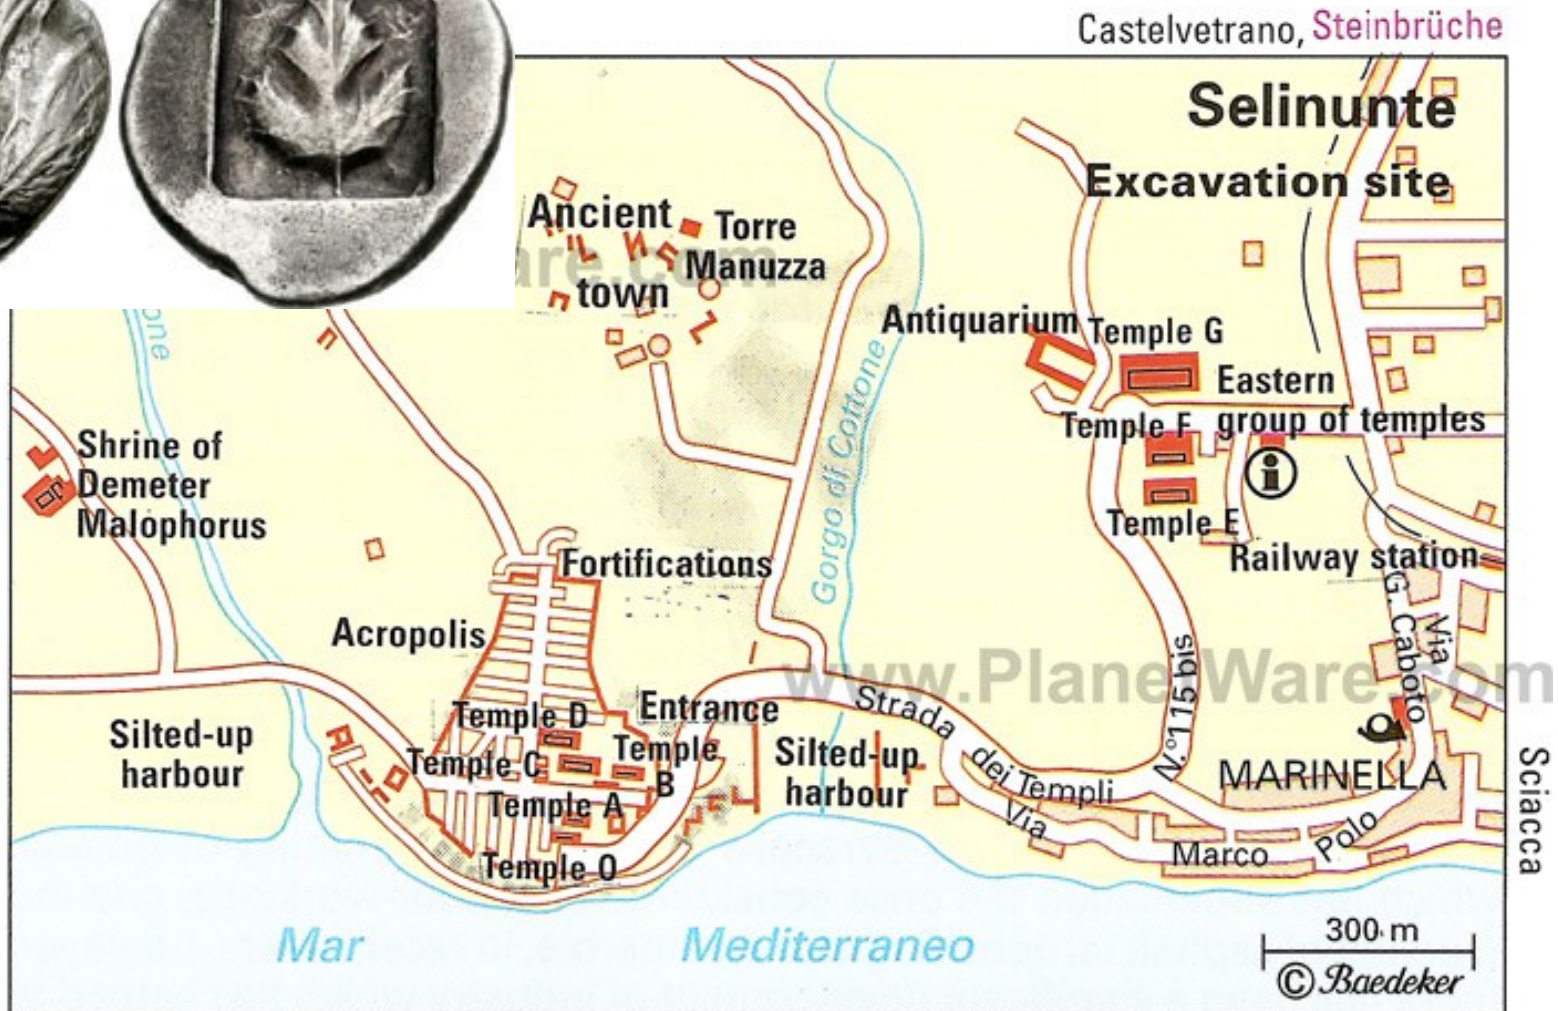 Castelvetrano, Steinbrüche
Selinunte
Excavation site
Ancient
town
Torre
Manuzza
are.com
Antiquarium
Temple G
Eastern
group of temples
Temple F
Temple E
i
Railway station
one
Gorgo di Cottone
Shrine of
Demeter
Malophorus
Fortifications
Acropolis
www.PlanetWare.com
Temple D
Entrance
Temple
B
Temple C
Temple A
Temple O
Silted-up
harbour
Silted-up
harbour
Strada dei Templi
N.º 115 bis
Via
G. Caboto
MARINELLA
Via Marco Polo
Sciacca
Mar Mediterraneo
300 m
© Baedeker